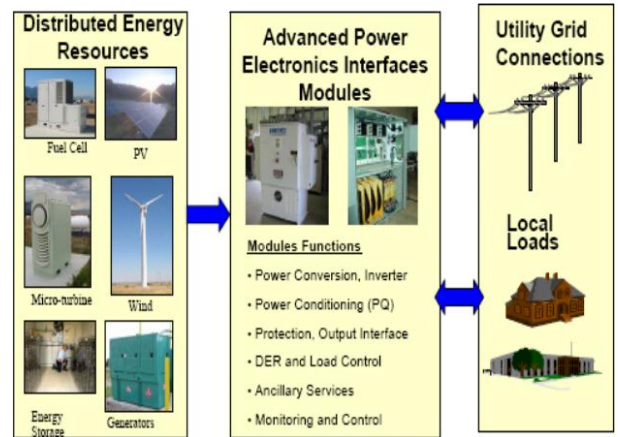 Distributed Energy
Resources
Fuel Cell
PV
Micro-turbine
Wind
Energy
Storage
Generators
Advanced Power
Electronics Interfaces
Modules
Modules Functions
• Power Conversion, Inverter
• Power Conditioning (PQ)
• Protection, Output Interface
• DER and Load Control
• Ancillary Services
• Monitoring and Control
Utility Grid
Connections
Local
Loads